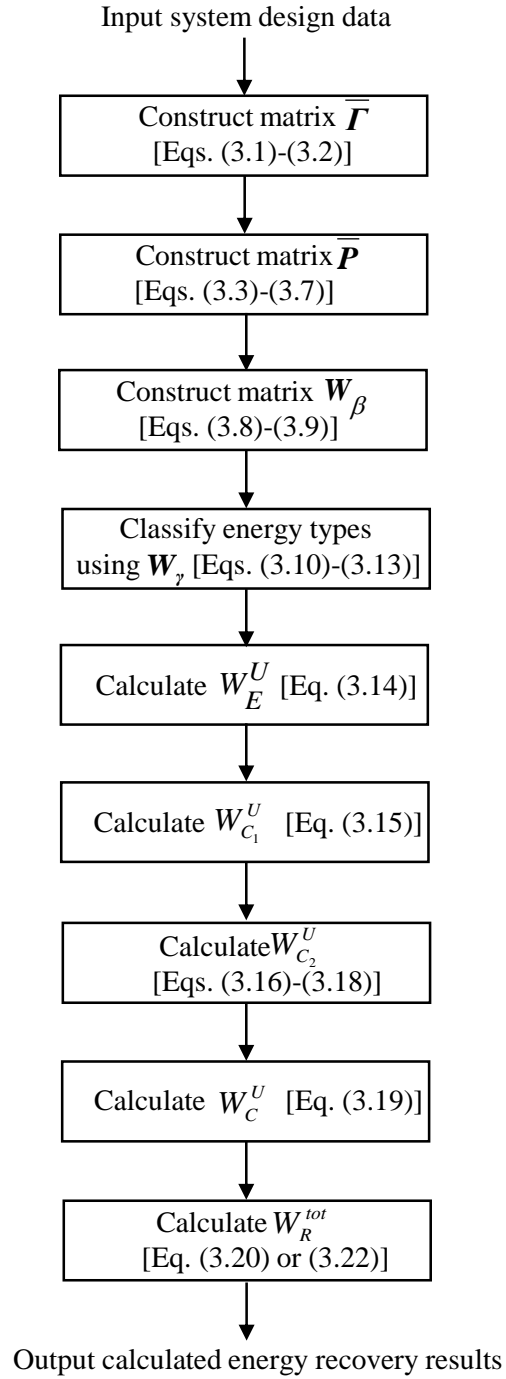 Input system design data
Construct matrix Γ̅
[Eqs. (3.1)-(3.2)]
Construct matrix P̅
[Eqs. (3.3)-(3.7)]
Construct matrix W_β
[Eqs. (3.8)-(3.9)]
Classify energy types
using W_γ [Eqs. (3.10)-(3.13)]
Calculate W_E^U [Eq. (3.14)]
Calculate W_{C_1}^U [Eq. (3.15)]
Calculate W_{C_2}^U
[Eqs. (3.16)-(3.18)]
Calculate W_C^U [Eq. (3.19)]
Calculate W_R^{tot}
[Eq. (3.20) or (3.22)]
Output calculated energy recovery results